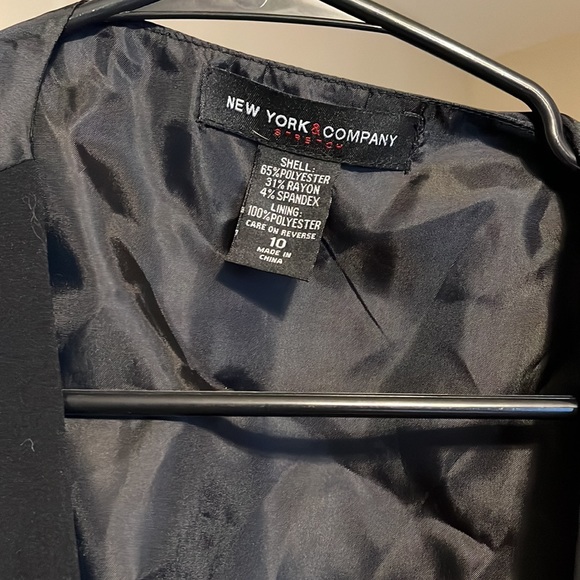 NEW YORK & COMPANY
STRETCH
SHELL:
65%POLYESTER
31% RAYON
4% SPANDEX
LINING:
100%POLYESTER
CARE ON REVERSE
10
MADE IN
CHINA